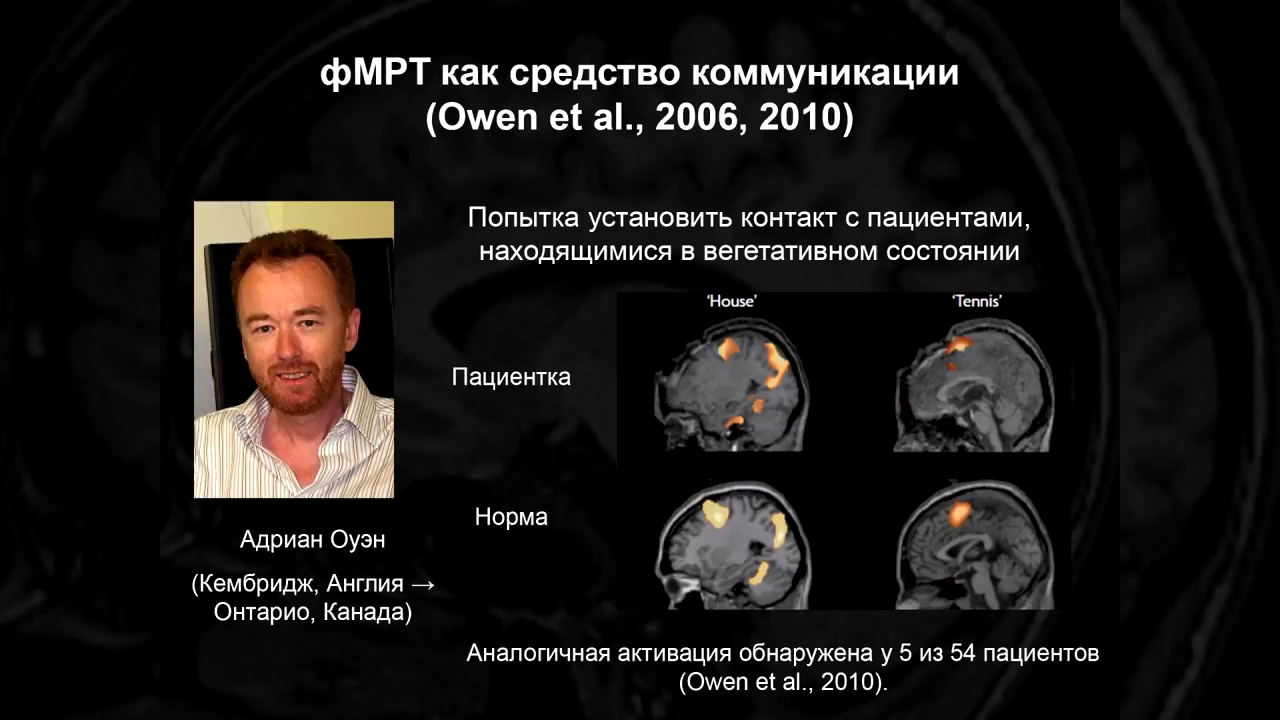 фМРТ как средство коммуникации
(Owen et al., 2006, 2010)
Попытка установить контакт с пациентами,
находящимися в вегетативном состоянии
‘House’
‘Tennis’
Пациентка
Норма
Адриан Оуэн
(Кембридж, Англия →
Онтарио, Канада)
Аналогичная активация обнаружена у 5 из 54 пациентов
(Owen et al., 2010).